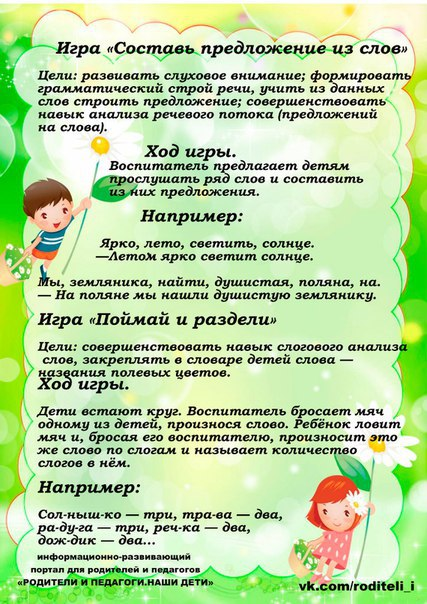 Игра «Составь предложение из слов»
Цели: развивать слуховое внимание; формировать
грамматический строй речи, учить из данных
слов строить предложение; совершенствовать
навык анализа речевого потока (предложений
на слова).
Ход игры.
Воспитатель предлагает детям
прослушать ряд слов и составить
из них предложения.
Например:
Ярко, лето, светить, солнце.
—Летом ярко светит солнце.
Мы, земляника, найти, душистая, поляна, на.
— На поляне мы нашли душистую землянику.
Игра «Поймай и раздели»
Цели: совершенствовать навык слогового анализа
слов, закреплять в словаре детей слова —
названия полевых цветов.
Ход игры.
Дети встают круг. Воспитатель бросает мяч
одному из детей, произнося слово. Ребёнок ловит
мяч и, бросая его воспитателю, произносит это
же слово по слогам и называет количество
слогов в нём.
Например:
Сол-ныш-ко — три, тра-ва — два,
ра-ду-га — три, реч-ка — два,
дож-дик — два...
информационно-развивающий
портал для родителей и педагогов
«РОДИТЕЛИ И ПЕДАГОГИ.НАШИ ДЕТИ»
vk.com/roditeli_i